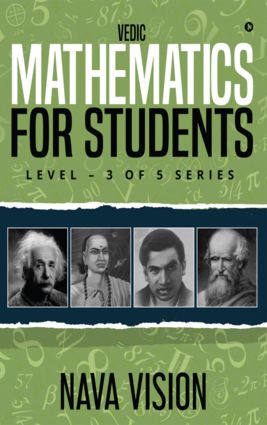 VEDIC
MATHEMATICS
FOR STUDENTS
LEVEL – 3 OF 5 SERIES
NAVA VISION